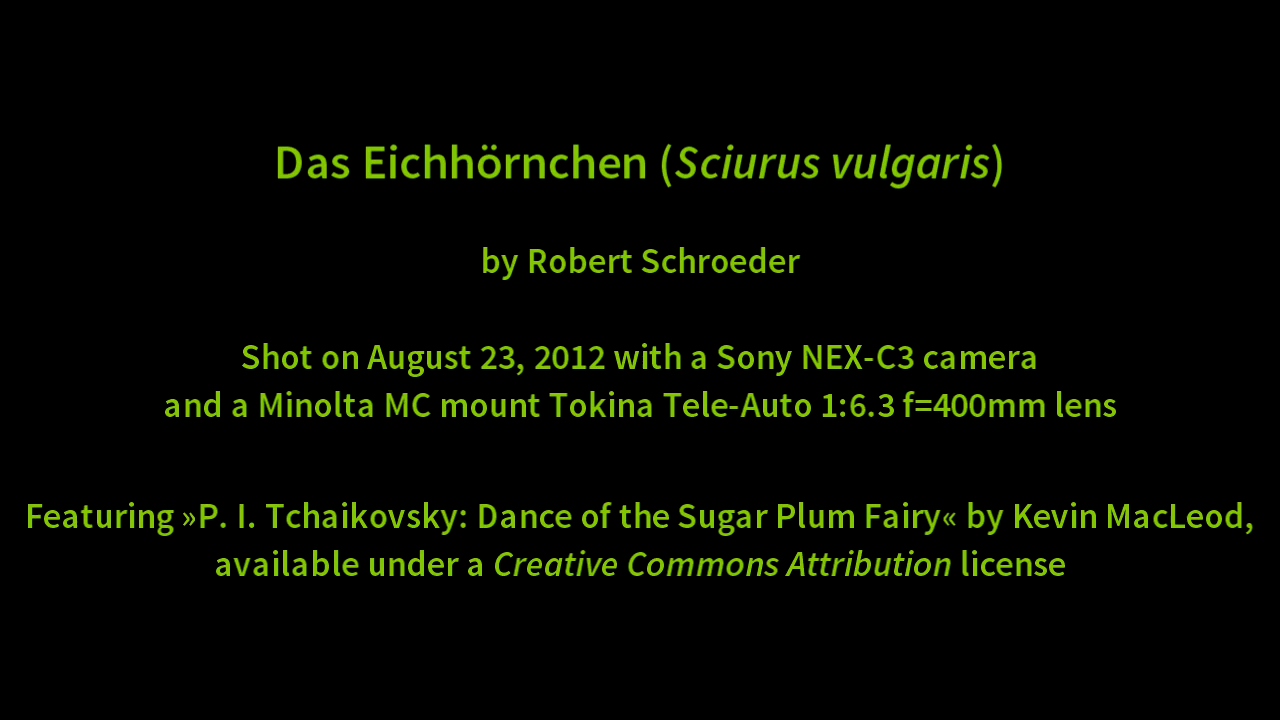 Das Eichhörnchen (Sciurus vulgaris)
by Robert Schroeder
Shot on August 23, 2012 with a Sony NEX-C3 camera
and a Minolta MC mount Tokina Tele-Auto 1:6.3 f=400mm lens
Featuring »P. I. Tchaikovsky: Dance of the Sugar Plum Fairy« by Kevin MacLeod,
available under a Creative Commons Attribution license